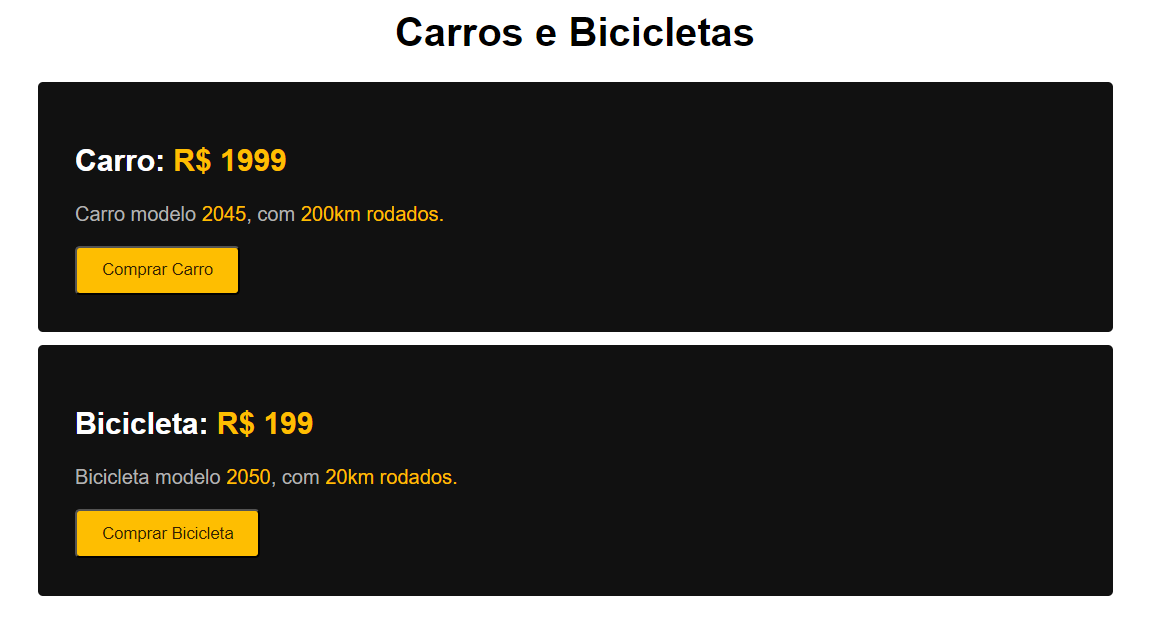 Carros e Bicicletas
Carro: R$ 1999
Carro modelo 2045, com 200km rodados.
Comprar Carro
Bicicleta: R$ 199
Bicicleta modelo 2050, com 20km rodados.
Comprar Bicicleta